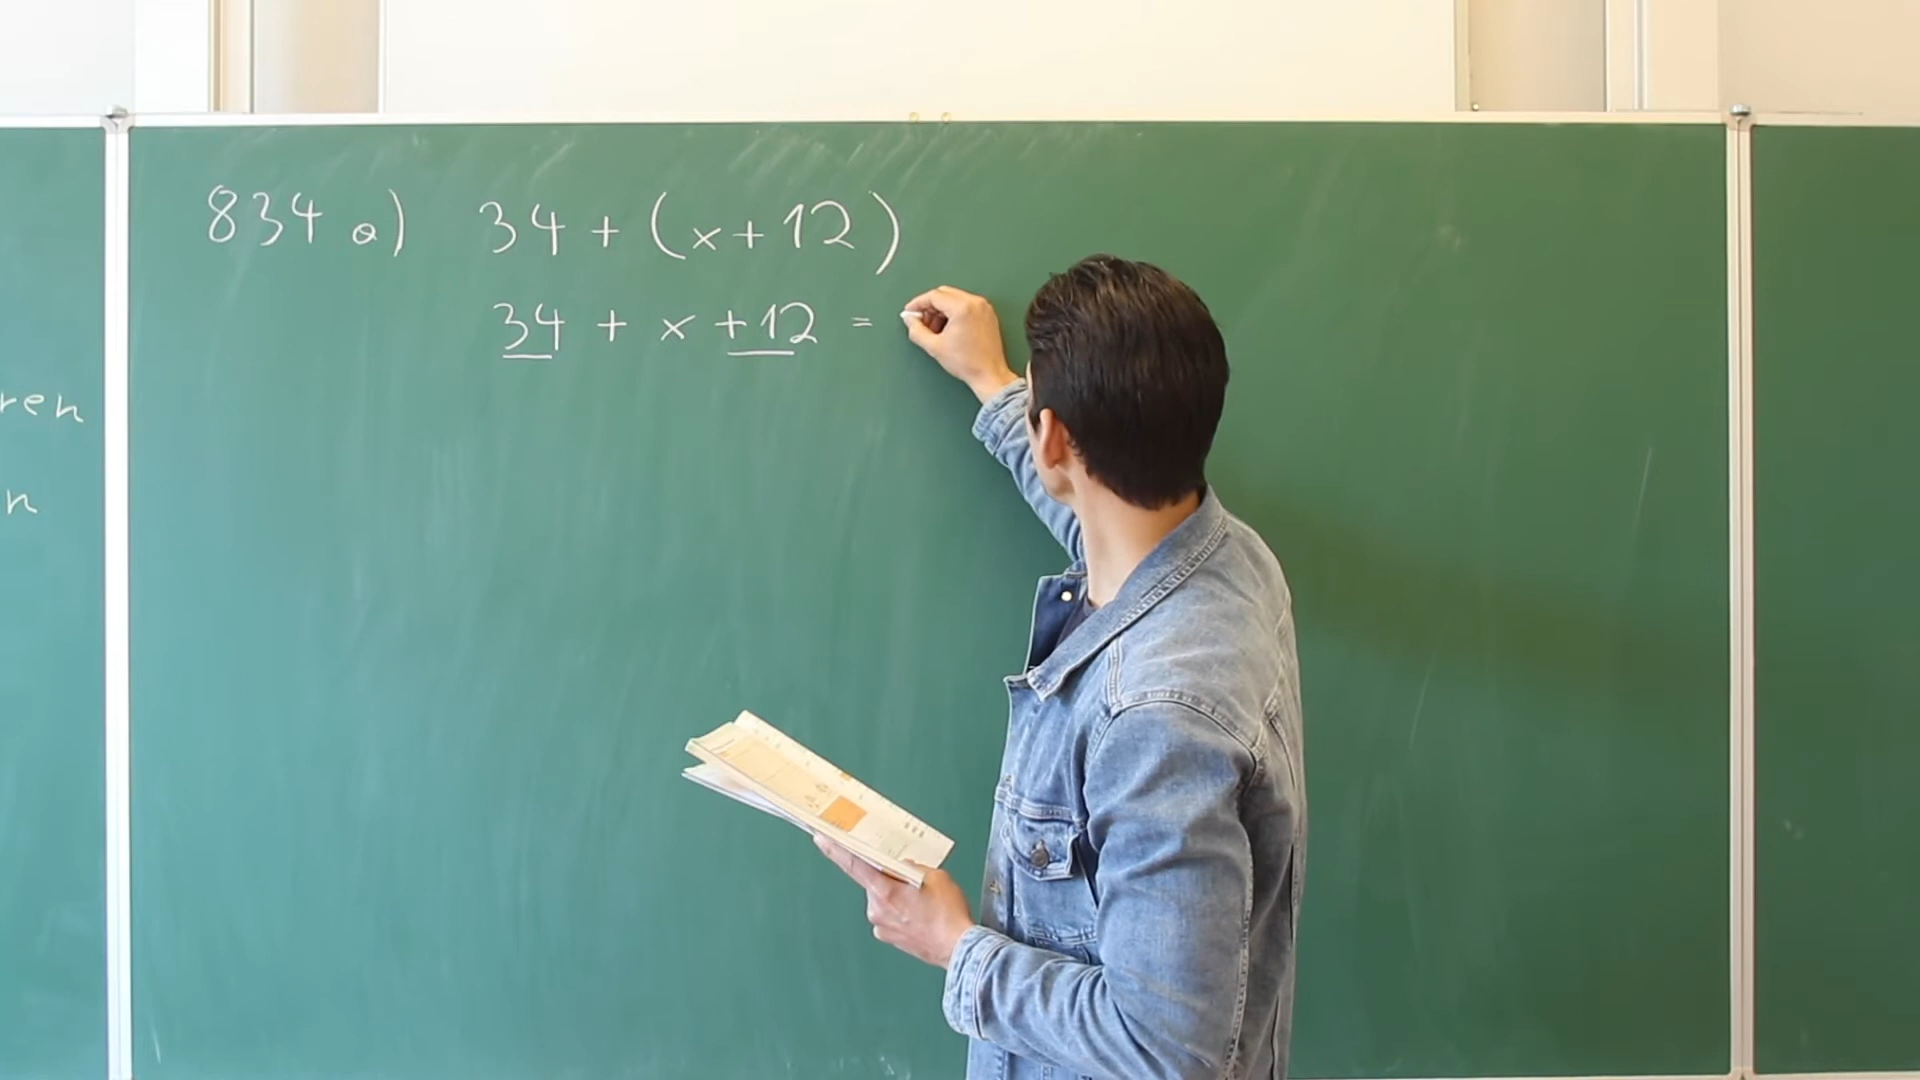 834 a) 34 + (x + 12)
34 + x + 12 =
ren
n